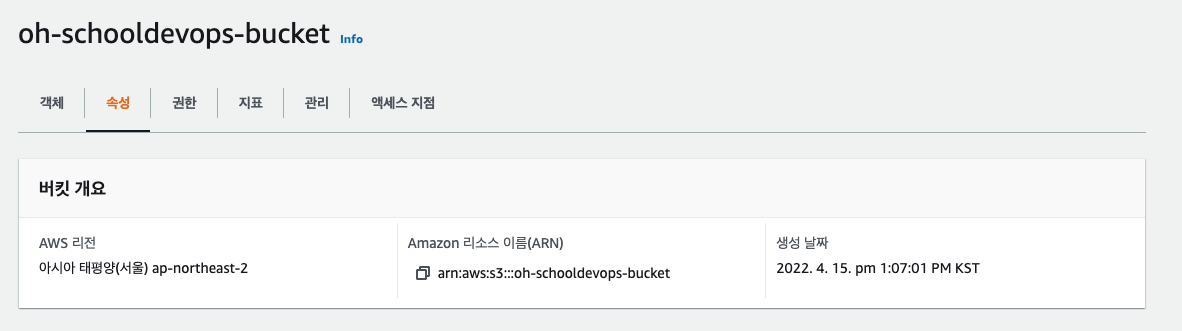 oh-schooldevops-bucket Info
객체 속성 권한 지표 관리 액세스 지점
버킷 개요
AWS 리전 Amazon 리소스 이름(ARN) 생성 날짜
아시아 태평양(서울) ap-northeast-2 arn:aws:s3:::oh-schooldevops-bucket 2022. 4. 15. pm 1:07:01 PM KST